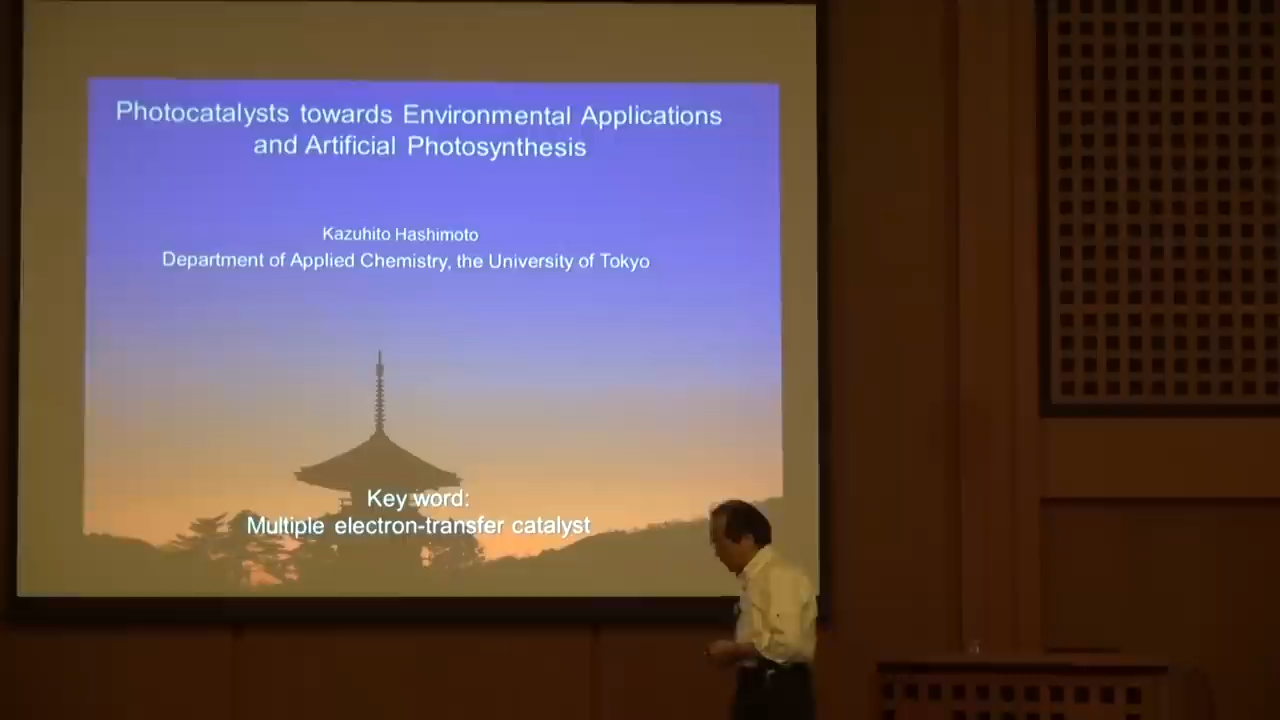 Photocatalysts towards Environmental Applications
and Artificial Photosynthesis
Kazuhito Hashimoto
Department of Applied Chemistry, the University of Tokyo
Key word:
Multiple electron-transfer catalyst